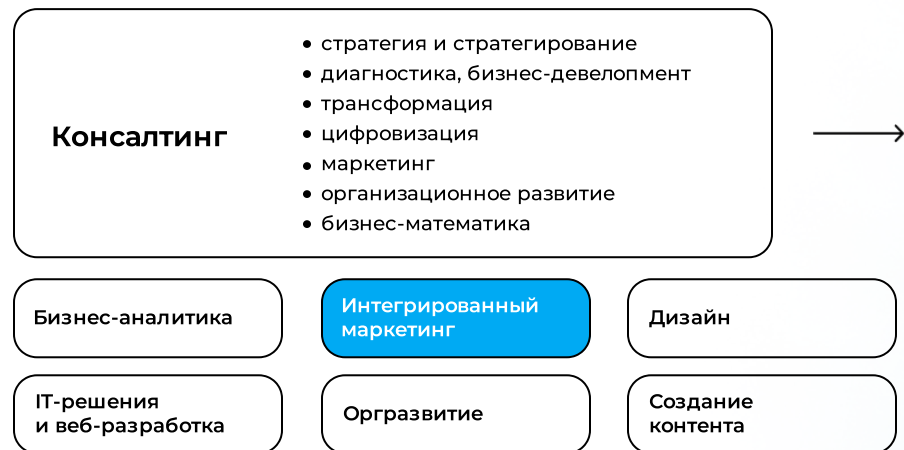 Консалтинг
• стратегия и стратегирование
• диагностика, бизнес-девелопмент
• трансформация
• цифровизация
• маркетинг
• организационное развитие
• бизнес-математика
Бизнес-аналитика
Интегрированный
маркетинг
Дизайн
IT-решения
и веб-разработка
Оргразвитие
Создание
контента